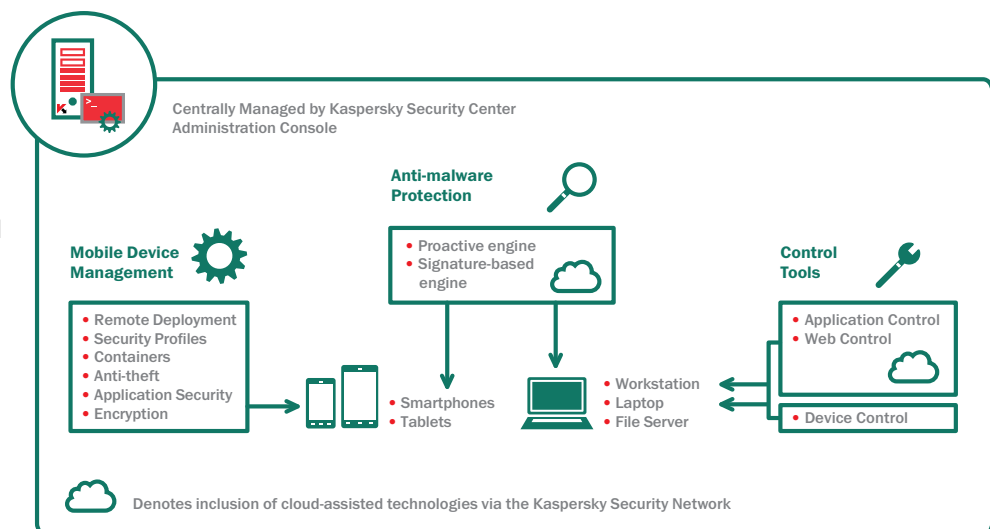 K
>_
Centrally Managed by Kaspersky Security Center
Administration Console
Anti-malware
Protection
• Proactive engine
• Signature-based
engine
Mobile Device
Management
• Remote Deployment
• Security Profiles
• Containers
• Anti-theft
• Application Security
• Encryption
• Smartphones
• Tablets
• Workstation
• Laptop
• File Server
Control
Tools
• Application Control
• Web Control
• Device Control
Denotes inclusion of cloud-assisted technologies via the Kaspersky Security Network